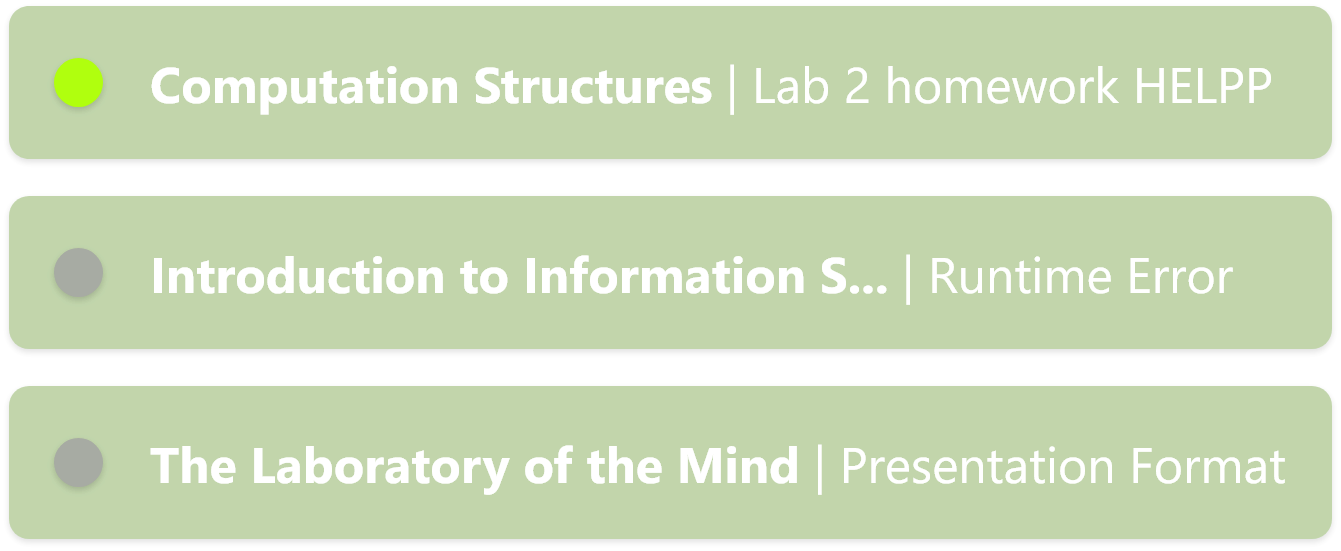 Computation Structures | Lab 2 homework HELPP
Introduction to Information S... | Runtime Error
The Laboratory of the Mind | Presentation Format